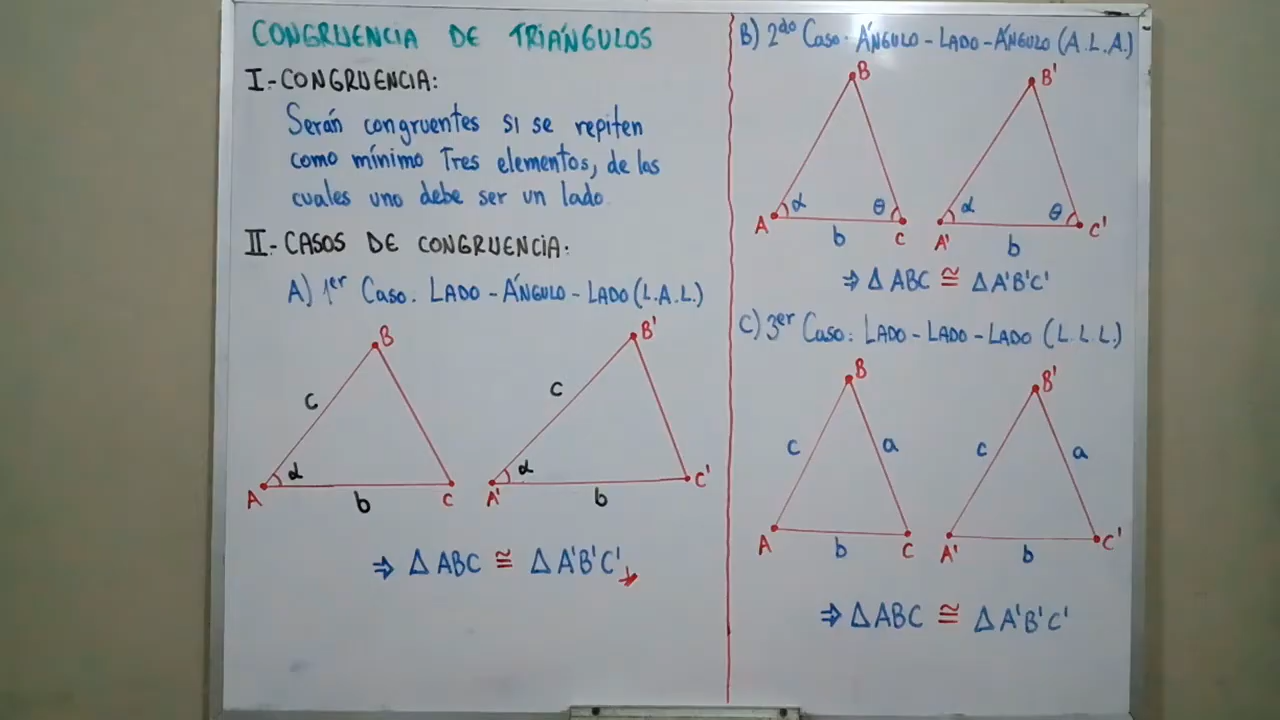 CONGRUENCIA DE TRIÁNGULOS
I.- CONGRUENCIA:
Serán congruentes si se repiten
como mínimo Tres elementos, de los
cuales uno debe ser un lado.
II.- CASOS DE CONGRUENCIA:
A) 1er Caso. LADO - ÁNGULO - LADO (L.A.L.)
B B'
c c
α α
A b C A' b C'
⇒ Δ ABC ≅ Δ A'B'C'
B) 2do Caso. ÁNGULO - LADO - ÁNGULO (A.L.A.)
B B'
α θ α θ
A b C A' b C'
⇒ Δ ABC ≅ Δ A'B'C'
C) 3er Caso: LADO - LADO - LADO (L.L.L.)
B B'
c a c a
A b C A' b C'
⇒ Δ ABC ≅ Δ A'B'C'